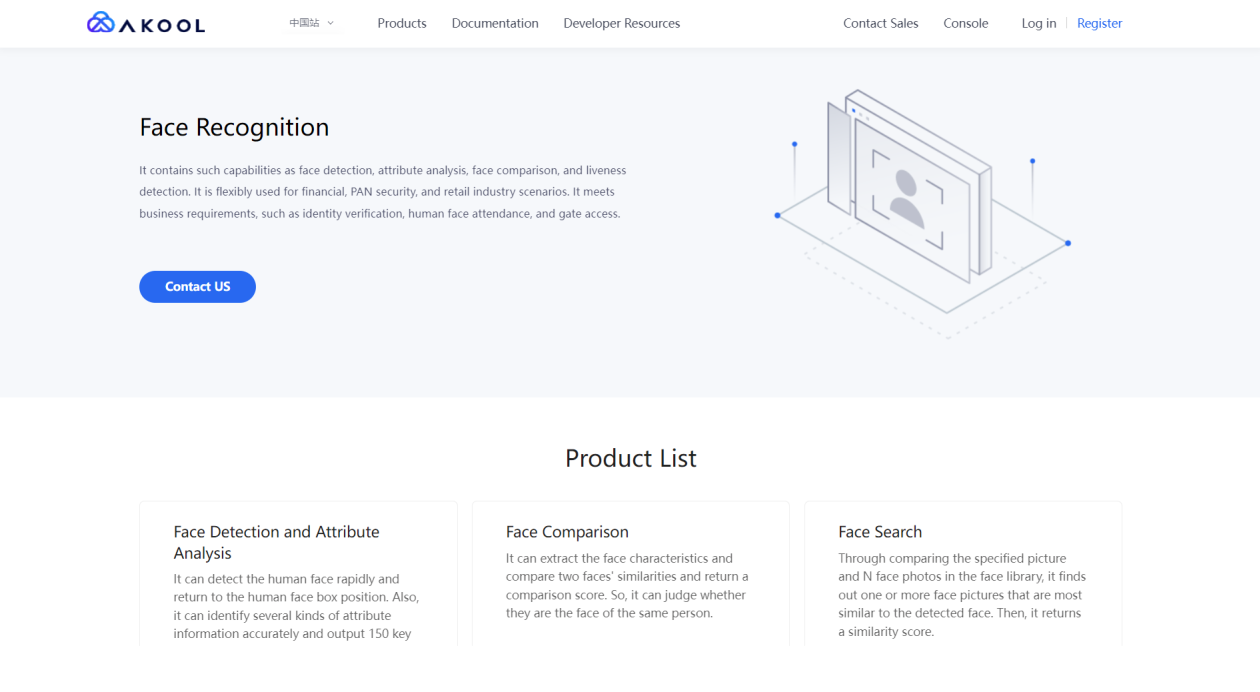 AKOOL
中国站
Products
Documentation
Developer Resources
Contact Sales
Console
Log in
Register
Face Recognition
It contains such capabilities as face detection, attribute analysis, face comparison, and liveness
detection. It is flexibly used for financial, PAN security, and retail industry scenarios. It meets
business requirements, such as identity verification, human face attendance, and gate access.
Contact US
Product List
Face Detection and Attribute
Analysis
It can detect the human face rapidly and
return to the human face box position. Also,
it can identify several kinds of attribute
information accurately and output 150 key
Face Comparison
It can extract the face characteristics and
compare two faces' similarities and return a
comparison score. So, it can judge whether
they are the face of the same person.
Face Search
Through comparing the specified picture
and N face photos in the face library, it finds
out one or more face pictures that are most
similar to the detected face. Then, it returns
a similarity score.